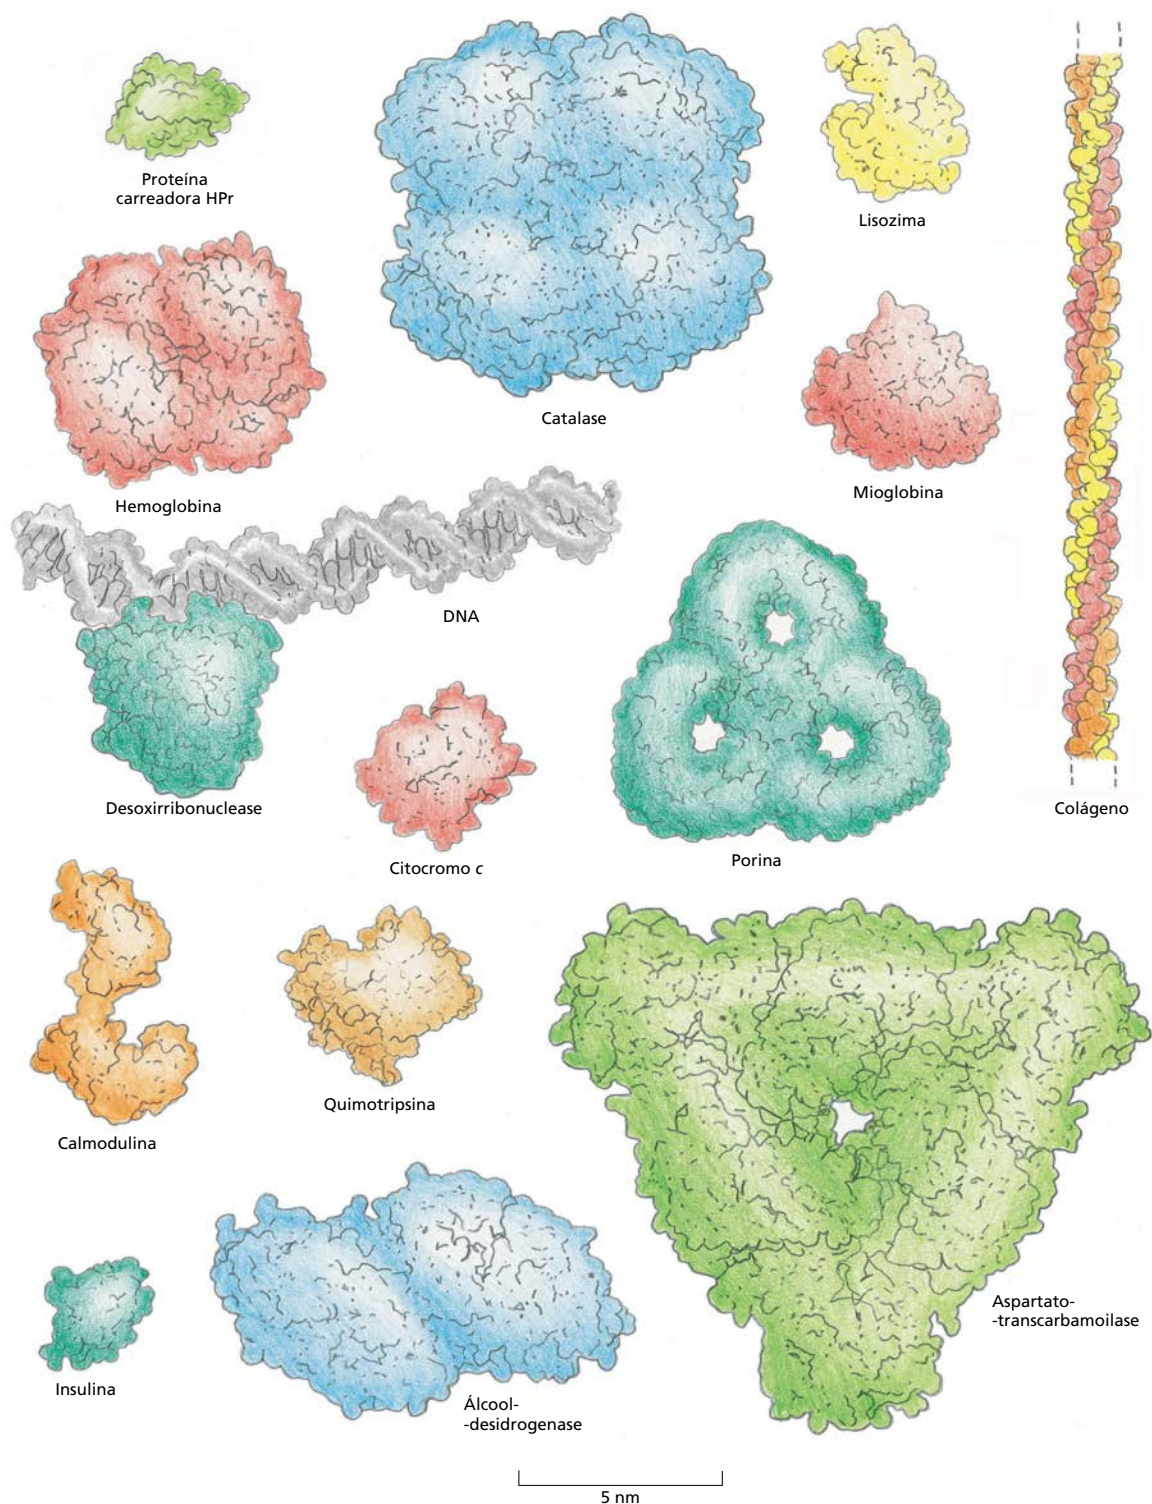 Proteína
carreadora HPr
Catalase
Lisozima
Hemoglobina
Mioglobina
DNA
Desoxirribonuclease
Citocromo c
Porina
Colágeno
Calmodulina
Quimotripsina
Insulina
Álcool-
-desidrogenase
Aspartato-
-transcarbamoilase
5 nm